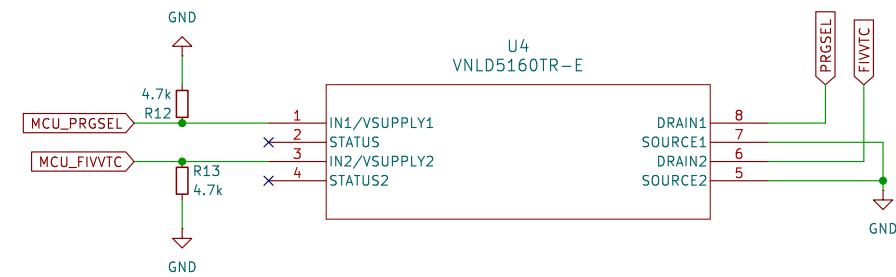 GND
U4
VNLD5160TR-E
PRGSEL
FIVVTC
4.7k
R12
MCU_PRGSEL
1
IN1/VSUPPLY1
DRAIN1
8
2
STATUS
SOURCE1
7
MCU_FIVVTC
3
IN2/VSUPPLY2
DRAIN2
6
R13
4.7k
4
STATUS2
SOURCE2
5
GND
GND